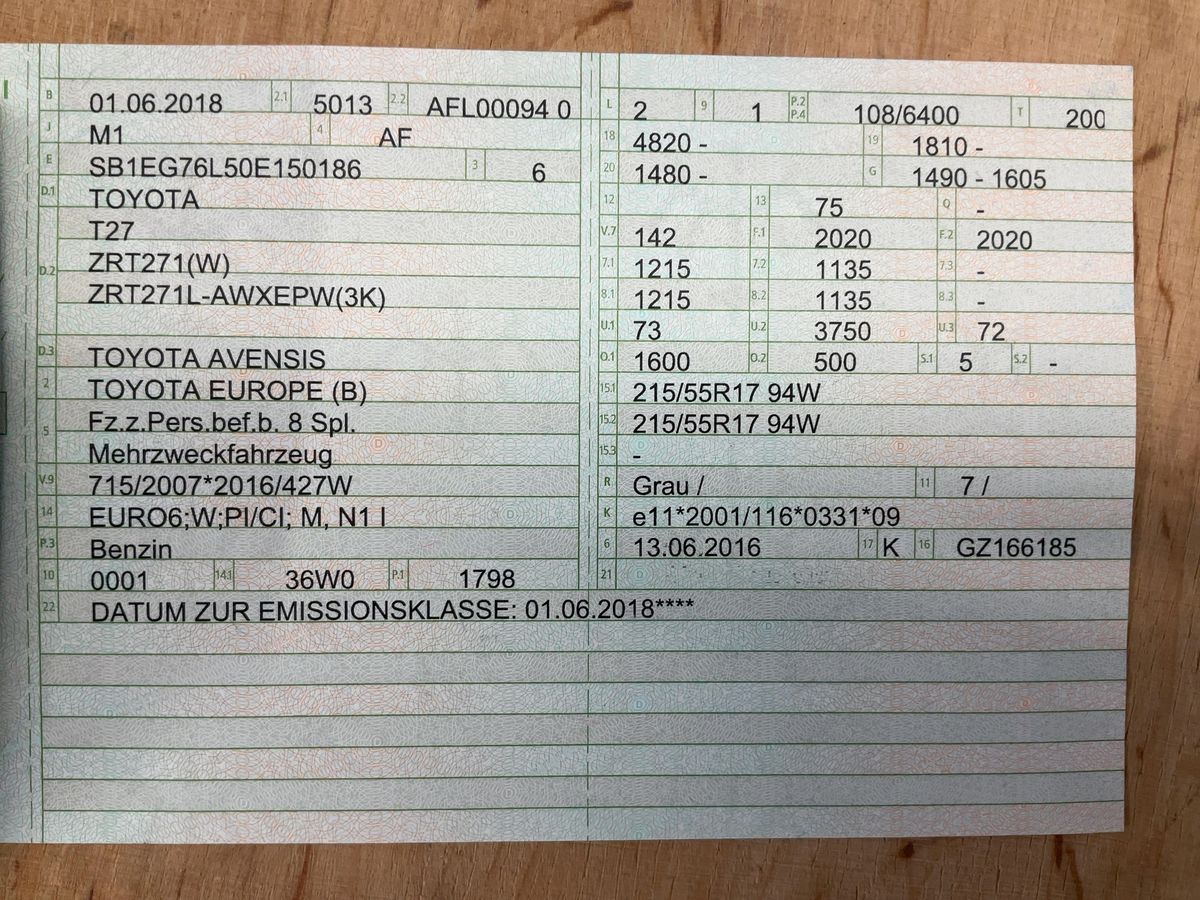 B 01.06.2018 2.1 5013 2.2 AFL00094 0
J M1 4 AF
E SB1EG76L50E150186 3 6
D.1 TOYOTA
T27
D.2 ZRT271(W)
ZRT271L-AWXEPW(3K)
D.3 TOYOTA AVENSIS
2 TOYOTA EUROPE (B)
5 Fz.z.Pers.bef.b. 8 Spl.
Mehrzweckfahrzeug
V.9 715/2007*2016/427W
14 EURO6;W;PI/CI; M, N1 I
P.3 Benzin
10 0001 14.1 36W0 P.1 1798
22 DATUM ZUR EMISSIONSKLASSE: 01.06.2018****
L 2 9 1 P.2 P.4 108/6400 T 200
18 4820 - 19 1810 -
20 1480 - G 1490 - 1605
12 13 75 Q -
V.7 142 F.1 2020 F.2 2020
7.1 1215 7.2 1135 7.3 -
8.1 1215 8.2 1135 8.3 -
U.1 73 U.2 3750 U.3 72
O.1 1600 O.2 500 S.1 5 S.2 -
15.1 215/55R17 94W
15.2 215/55R17 94W
15.3 -
R Grau / 11 7 /
K e11*2001/116*0331*09
6 13.06.2016 17 K 16 GZ166185
21